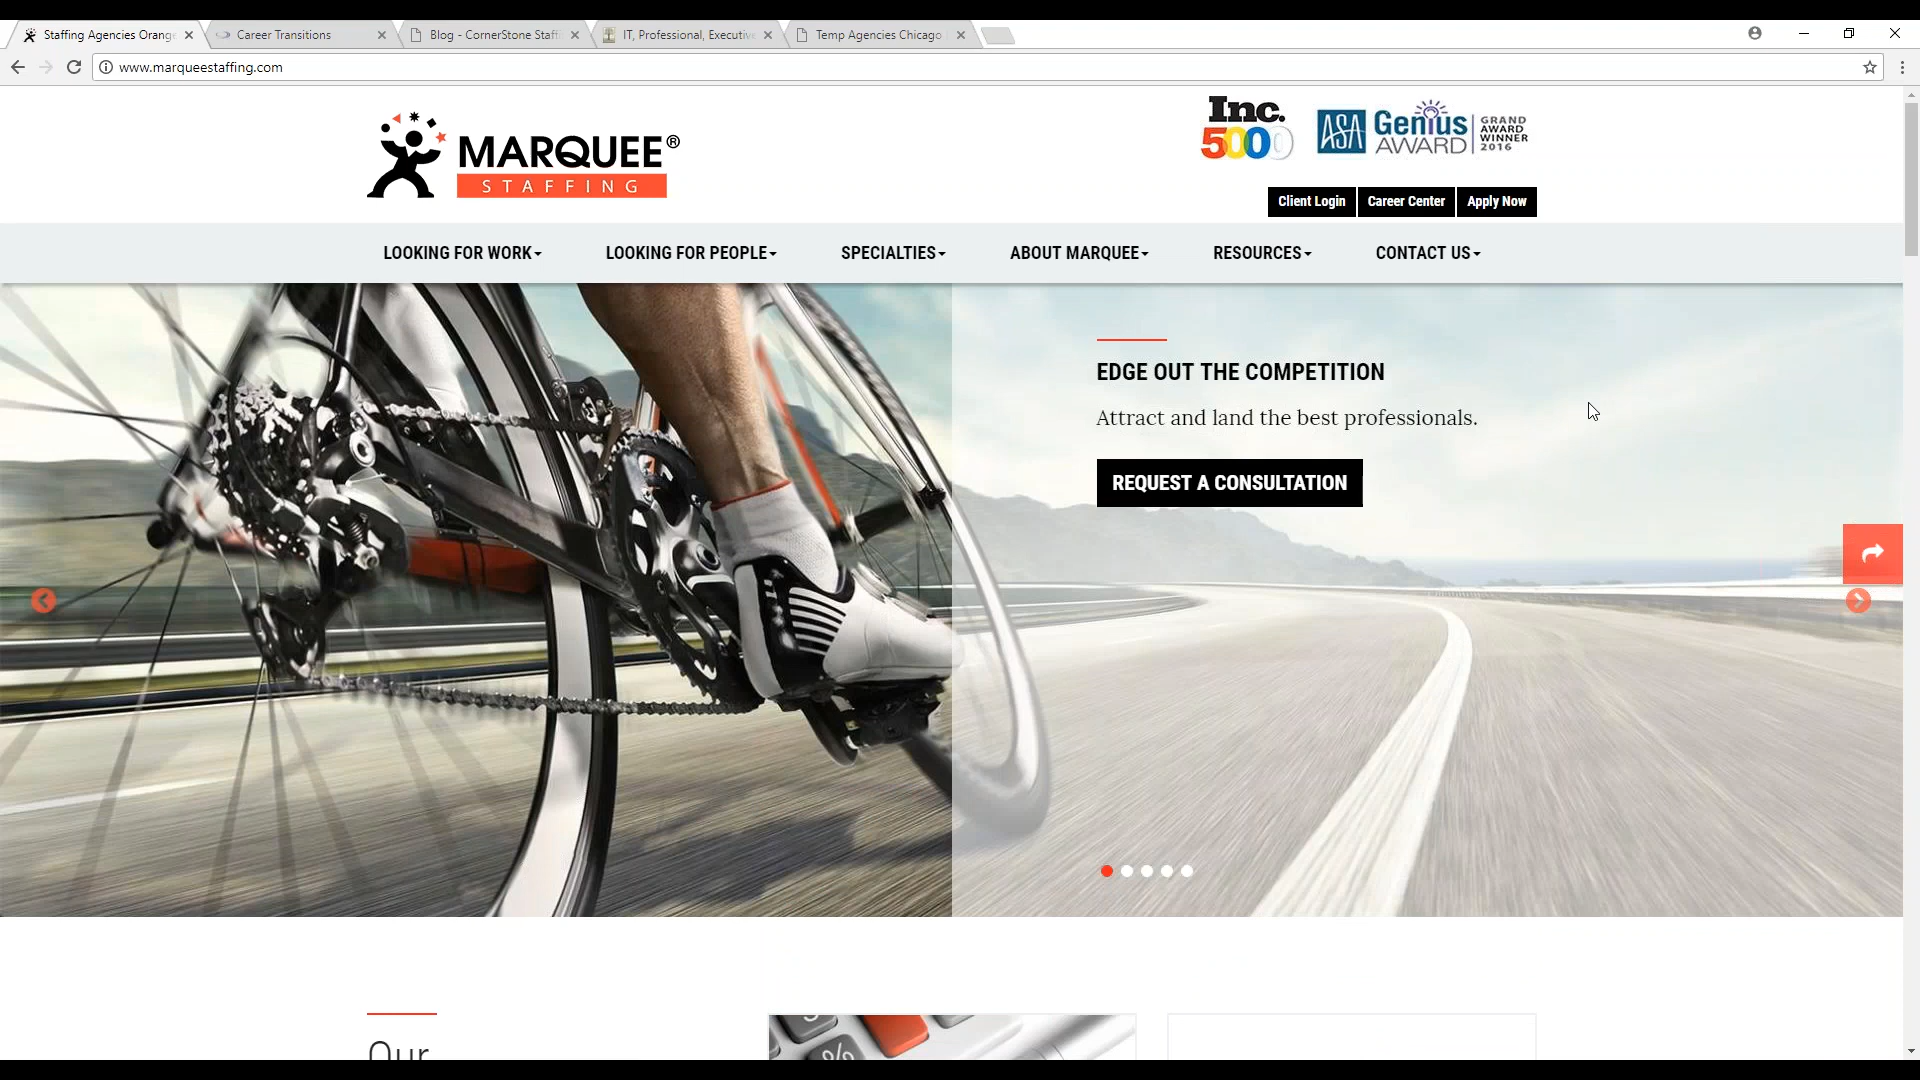 Staffing Agencies Orang
Career Transitions
Blog - CornerStone Staffi
IT, Professional, Executiv
Temp Agencies Chicago
www.marqueestaffing.com
MARQUEE®
STAFFING
Inc.
5000
ASA
Genius
AWARD
GRAND
AWARD
WINNER
2016
Client Login
Career Center
Apply Now
LOOKING FOR WORK
LOOKING FOR PEOPLE
SPECIALTIES
ABOUT MARQUEE
RESOURCES
CONTACT US
EDGE OUT THE COMPETITION
Attract and land the best professionals.
REQUEST A CONSULTATION
Our
%